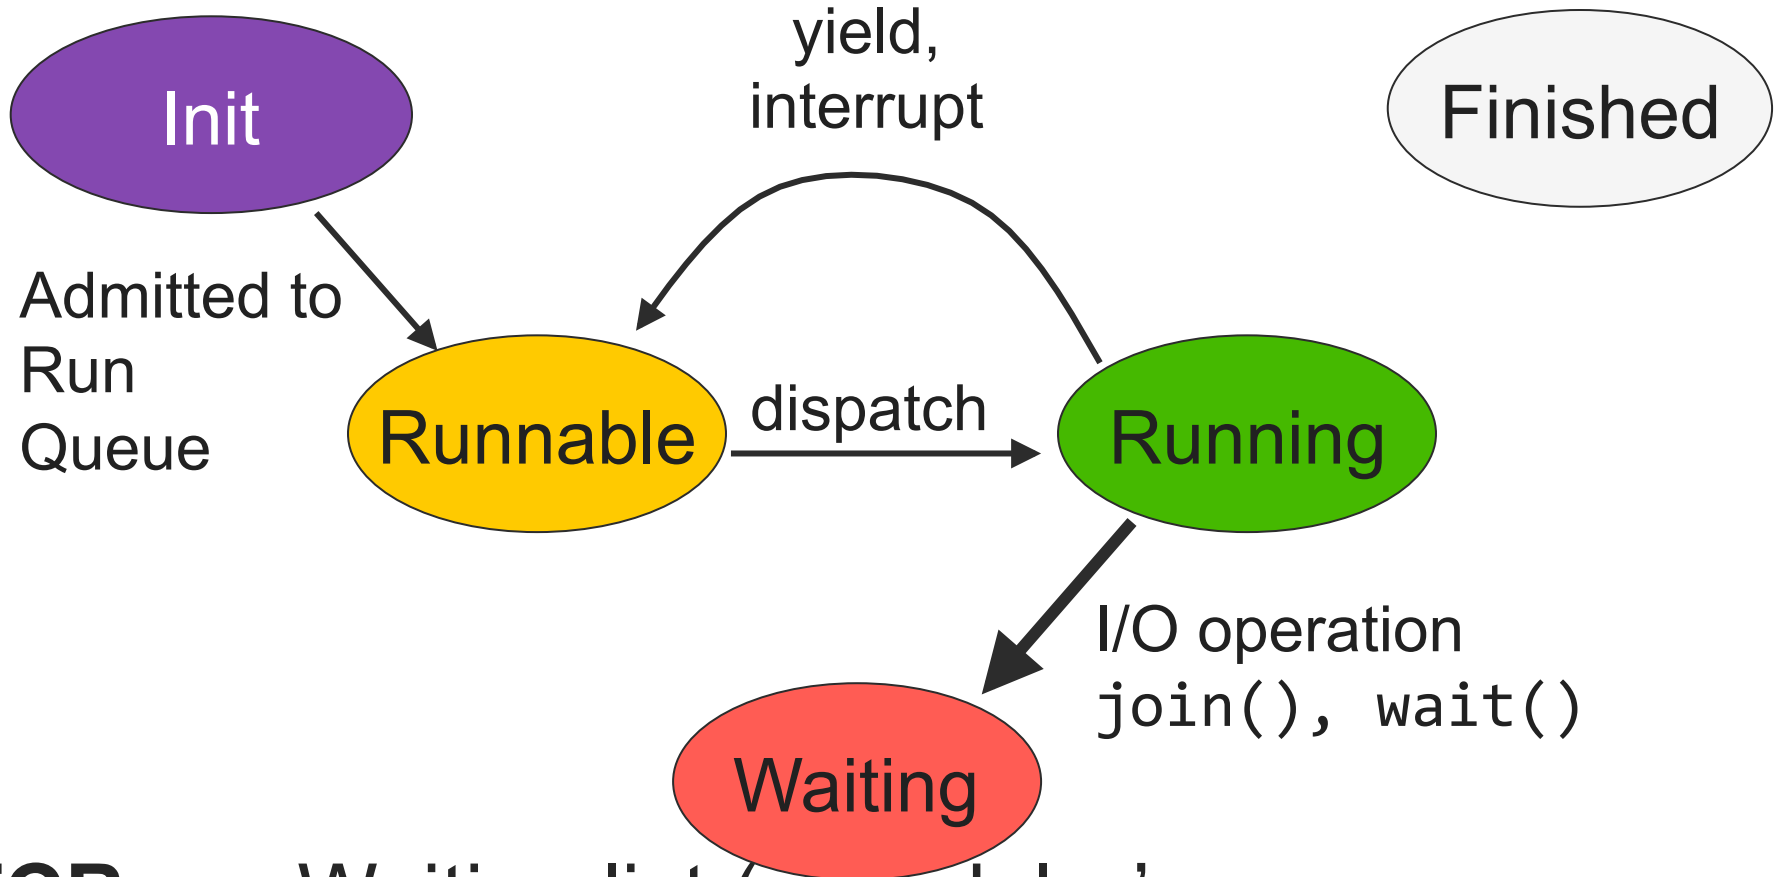 yield,
interrupt
Init
Finished
Admitted to
Run
Queue
dispatch
Runnable
Running
I/O operation
join(), wait()
Waiting